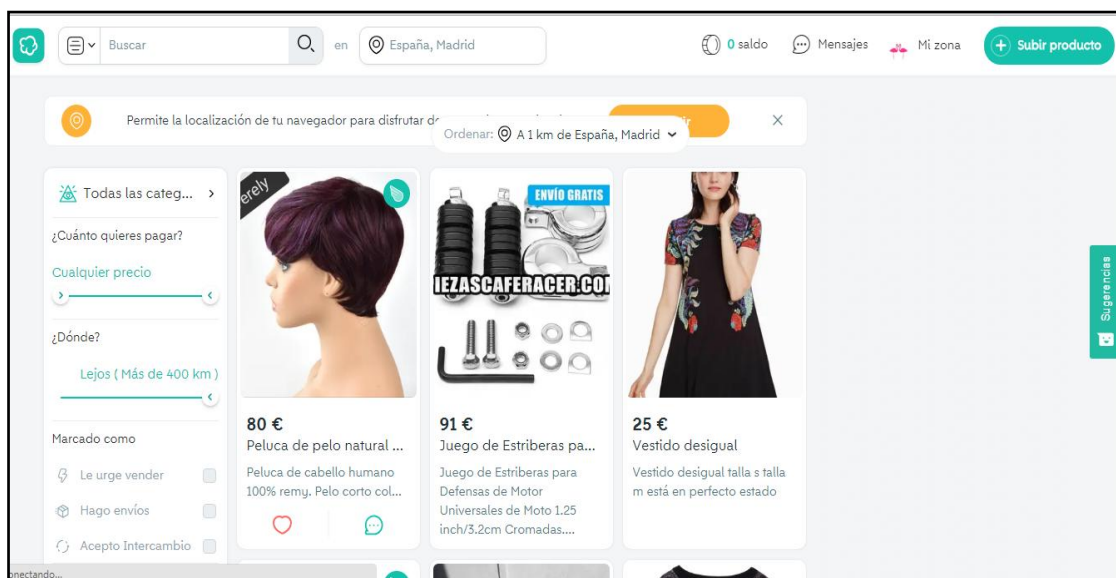 Buscar
en
España, Madrid
0 saldo
Mensajes
Mi zona
Subir producto
Permite la localización de tu navegador para disfrutar
Ordenar: A 1 km de España, Madrid
Todas las categ...
¿Cuánto quieres pagar?
Cualquier precio
¿Dónde?
Lejos ( Más de 400 km )
Marcado como
Le urge vender
Hago envíos
Acepto Intercambio
erely
80 €
Peluca de pelo natural ...
Peluca de cabello humano
100% remy. Pelo corto col...
ENVÍO GRATIS
IEZASCAFERACER.CO
91 €
Juego de Estriberas pa...
Juego de Estriberas para
Defensas de Motor
Universales de Moto 1.25
inch/3.2cm Cromadas....
25 €
Vestido desigual
Vestido desigual talla s talla
m está en perfecto estado
Sugerencias
onectando...